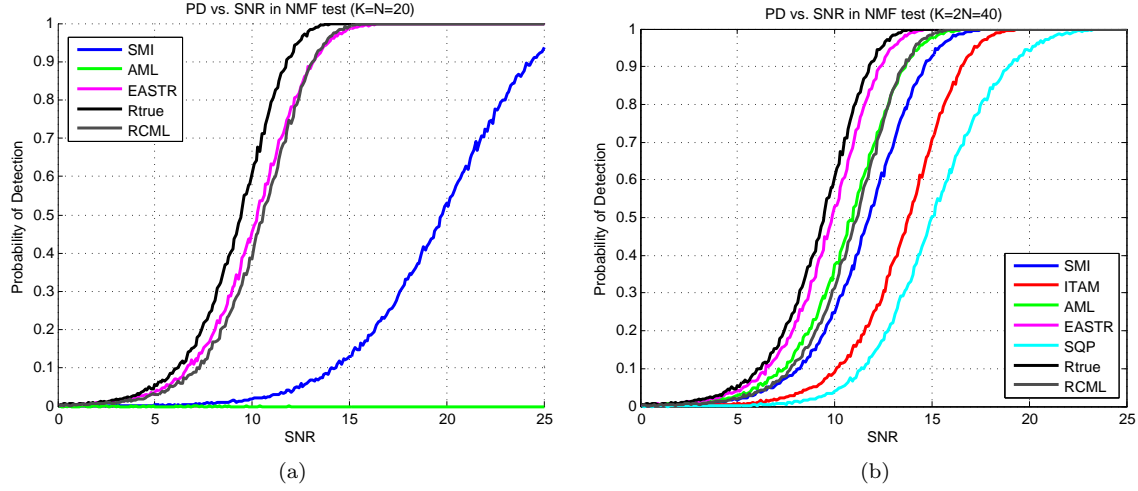 PD vs. SNR in NMF test (K=N=20)
1
0.9
0.8
0.7
0.6
0.5
0.4
0.3
0.2
0.1
0
Probability of Detection
SMI
AML
EASTR
Rtrue
RCML
0
5
10
15
20
25
SNR
(a)
PD vs. SNR in NMF test (K=2N=40)
1
0.9
0.8
0.7
0.6
0.5
0.4
0.3
0.2
0.1
0
Probability of Detection
SMI
ITAM
AML
EASTR
SQP
Rtrue
RCML
0
5
10
15
20
25
SNR
(b)